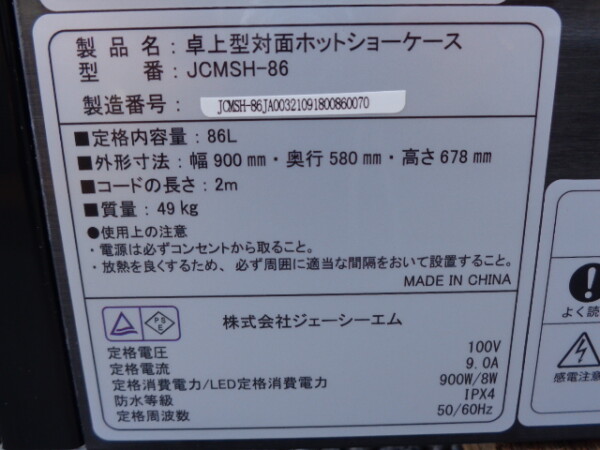 製品名：卓上型対面ホットショーケース
型　番：JCMSH-86
製造番号：JCMSH-86JA00321091800860070
■定格内容量：86L
■外形寸法：幅 900 mm・奥行 580 mm・高さ 678 mm
■コードの長さ：2m
■質量：49 kg
●使用上の注意
・電源は必ずコンセントから取ること。
・放熱を良くするため、必ず周囲に適当な間隔をおいて設置すること。
MADE IN CHINA
PS
E
株式会社ジェーシーエム
定格電圧　100V
定格電流　9.0A
定格消費電力/LED定格消費電力　900W/8W
防水等級　IPX4
定格周波数　50/60Hz
よく読
感電注意